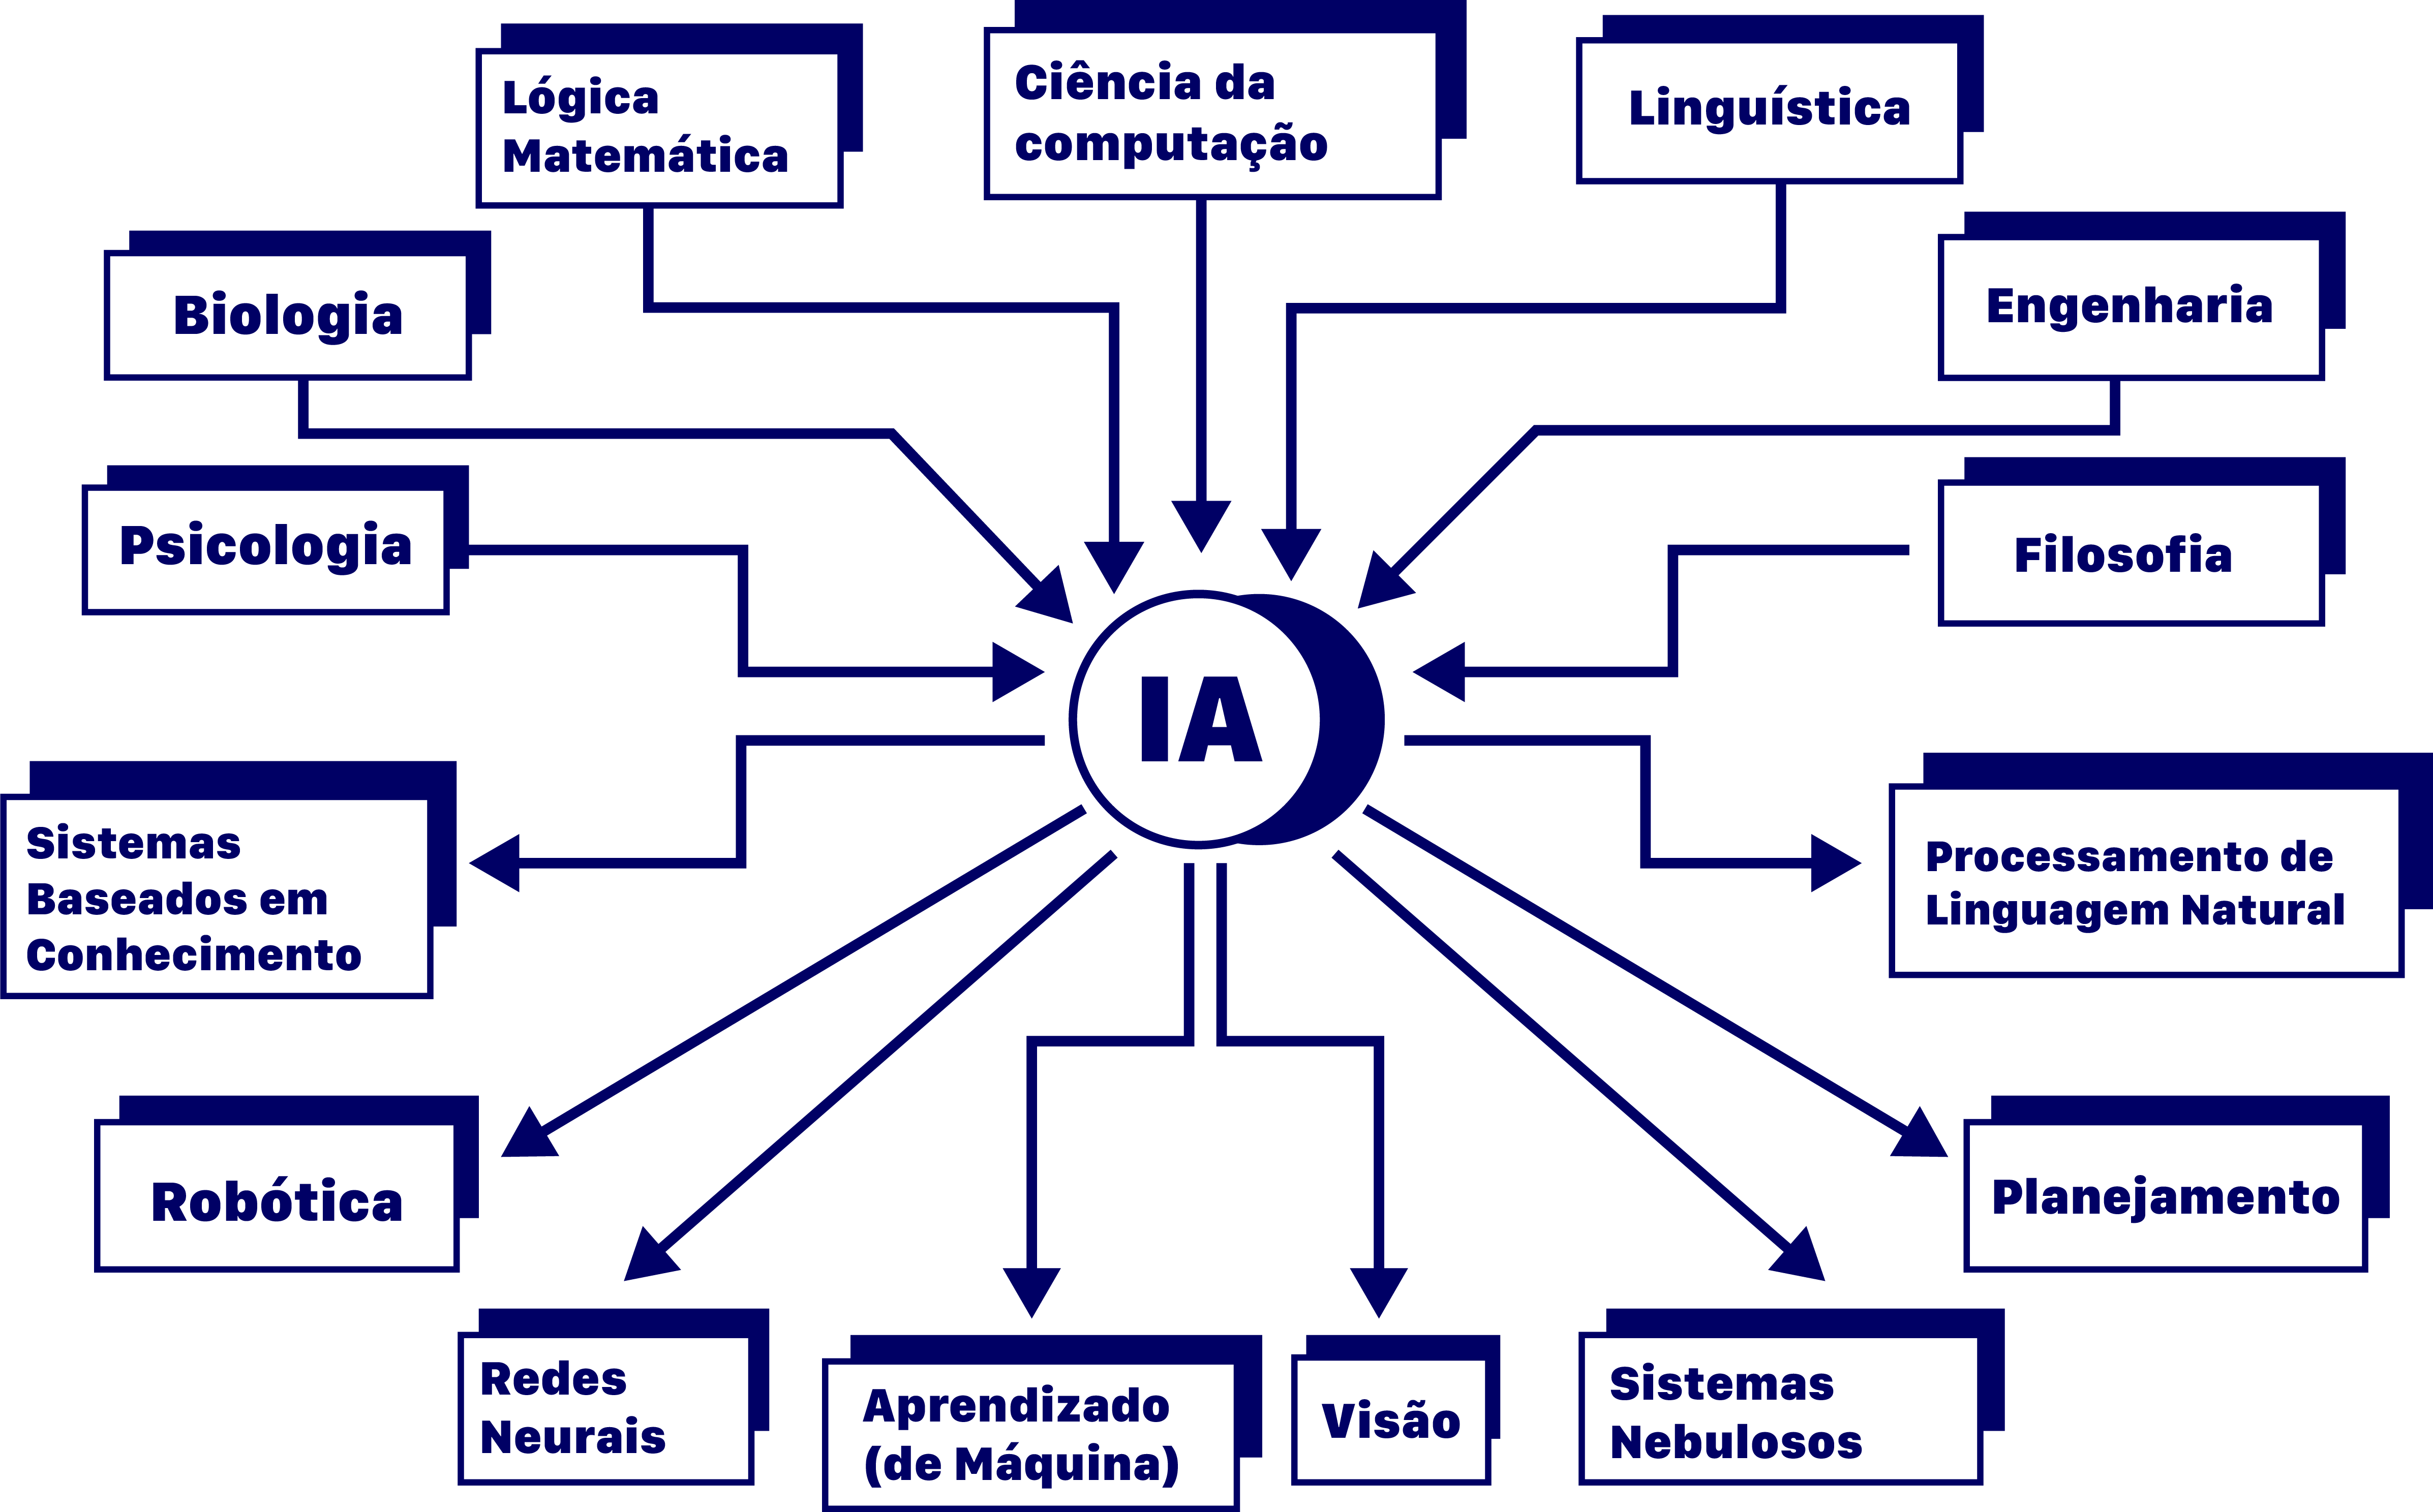 Lógica
Matemática
Ciência da
computação
Linguística
Biologia
Engenharia
Psicologia
Filosofia
IA
Sistemas
Baseados em
Conhecimento
Processamento de
Linguagem Natural
Robótica
Planejamento
Redes
Neurais
Aprendizado
(de Máquina)
Visão
Sistemas
Nebulosos